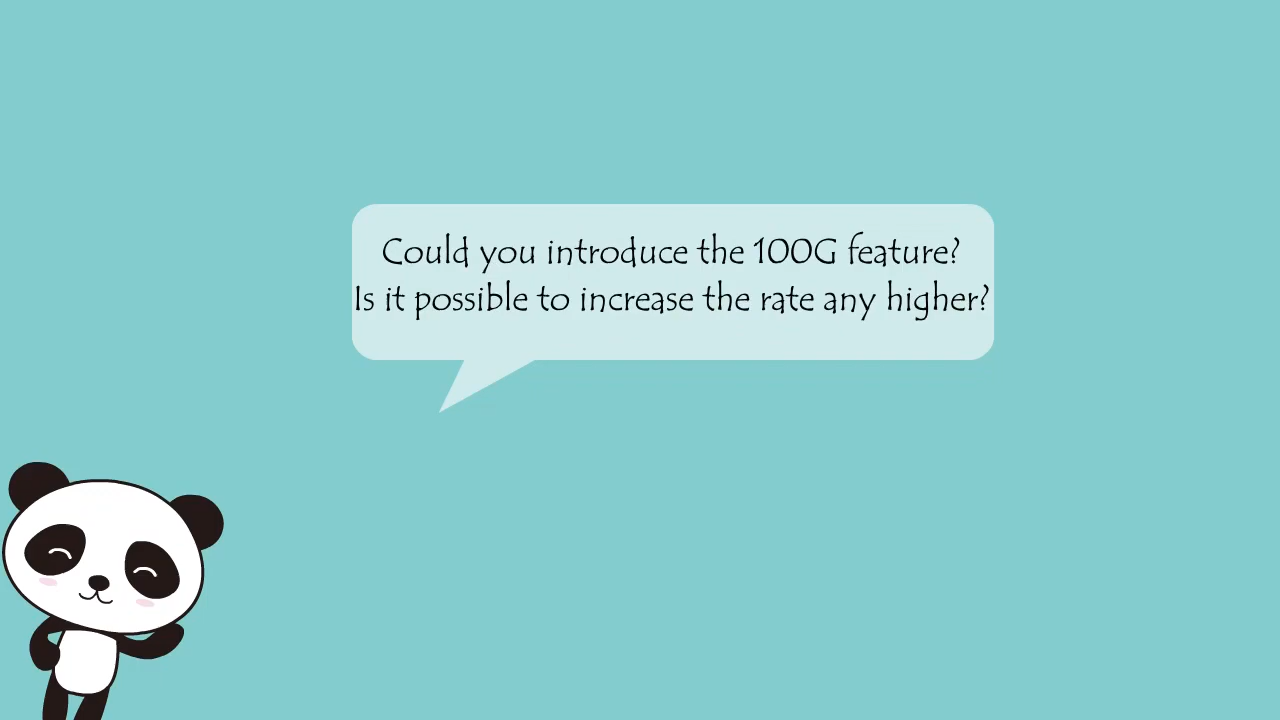 Could you introduce the 100G feature?
Is it possible to increase the rate any higher?